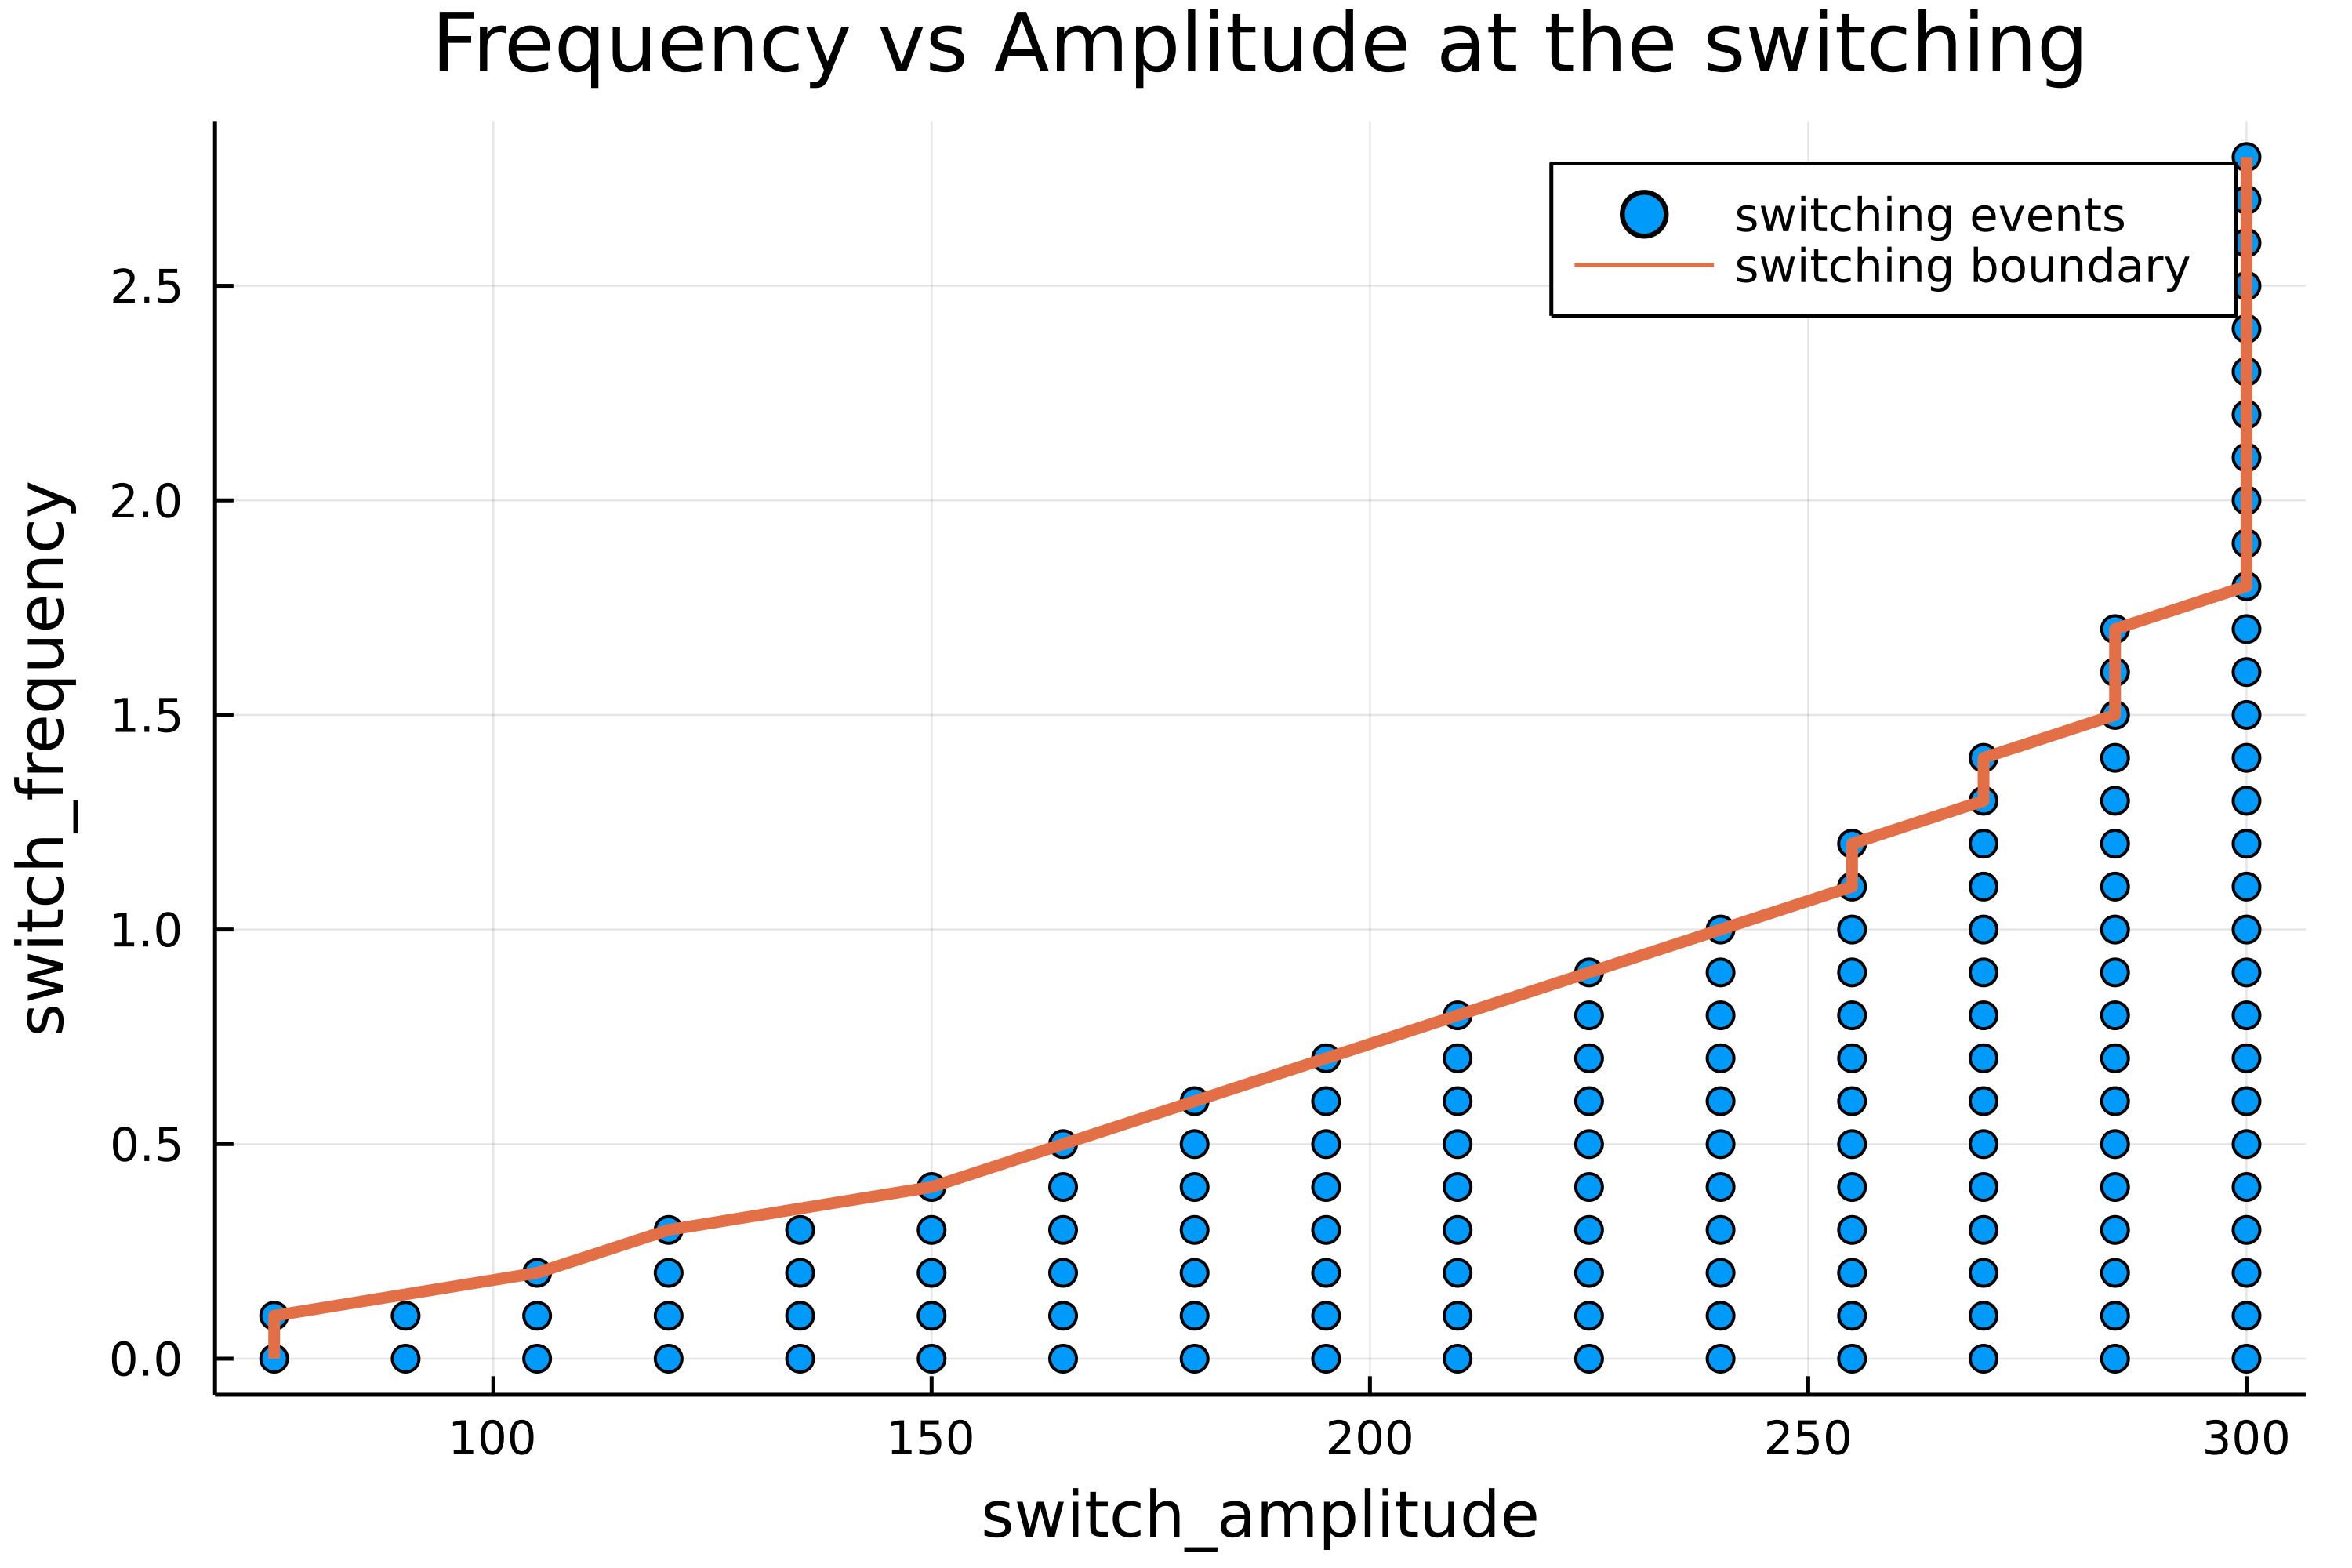 Frequency vs Amplitude at the switching
switching events
switching boundary
switch_frequency
2.5
2.0
1.5
1.0
0.5
0.0
100 150 200 250 300
switch_amplitude